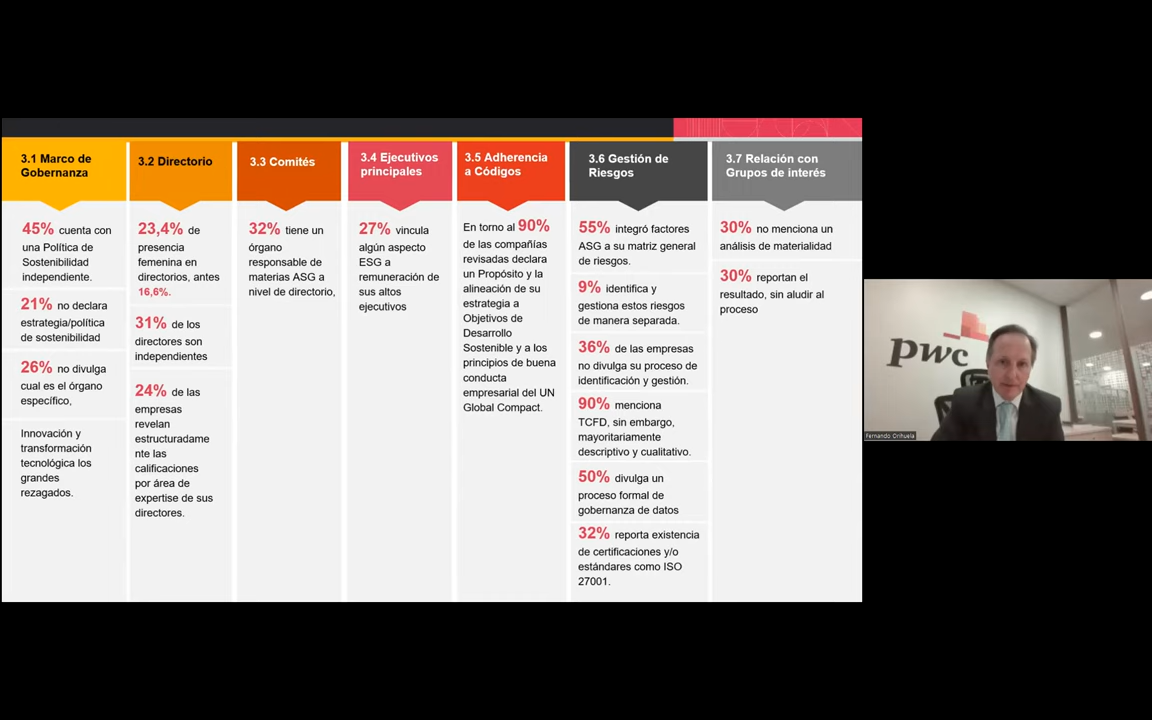 3.1 Marco de
Gobernanza
45% cuenta con
una Política de
Sostenibilidad
independiente.
21% no declara
estrategia/política
de sostenibilidad
26% no divulga
cual es el órgano
específico,
Innovación y
transformación
tecnológica los
grandes
rezagados.
3.2 Directorio
23,4% de
presencia
femenina en
directorios, antes
16,6%.
31% de los
directores son
independientes
24% de las
empresas
revelan
estructuradame
nte las
calificaciones
por área de
expertise de sus
directores.
3.3 Comités
32% tiene un
órgano
responsable de
materias ASG a
nivel de directorio,
3.4 Ejecutivos
principales
27% vincula
algún aspecto
ESG a
remuneración de
sus altos
ejecutivos
3.5 Adherencia
a Códigos
En torno al 90%
de las compañías
revisadas declara
un Propósito y la
alineación de su
estrategia a
Objetivos de
Desarrollo
Sostenible y a los
principios de buena
conducta
empresarial del UN
Global Compact.
3.6 Gestión de
Riesgos
55% integró factores
ASG a su matriz general
de riesgos.
9% identifica y
gestiona estos riesgos
de manera separada.
36% de las empresas
no divulga su proceso de
identificación y gestión.
90% menciona
TCFD, sin embargo,
mayoritariamente
descriptivo y cualitativo.
50% divulga un
proceso formal de
gobernanza de datos
32% reporta existencia
de certificaciones y/o
estándares como ISO
27001.
3.7 Relación con
Grupos de interés
30% no menciona un
análisis de materialidad
30% reportan el
resultado, sin aludir al
proceso
pwc
Fernando Orihuela